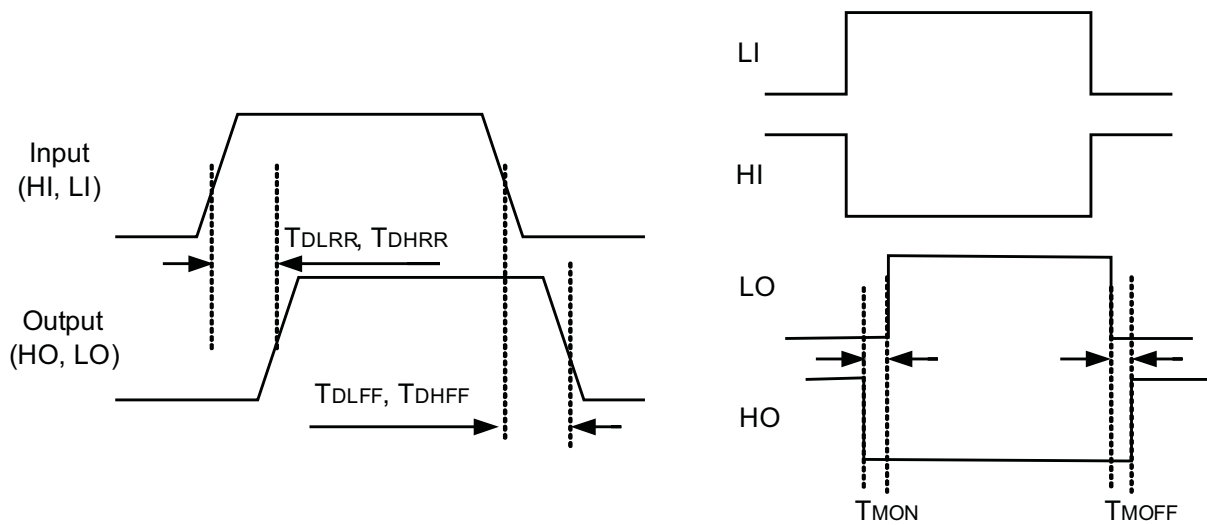 Input
(HI, LI)
TDLRR, TDHRR
Output
(HO, LO)
TDLFF, TDHFF
LI
HI
LO
HO
TMON
TMOFF